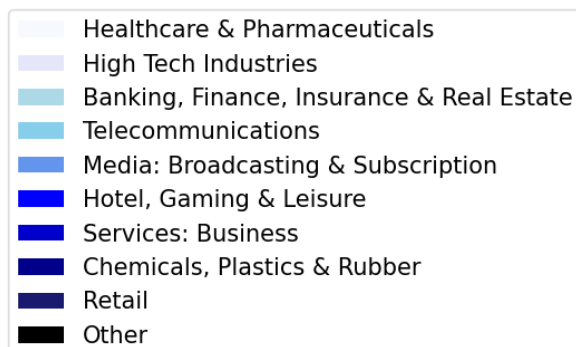 Healthcare & Pharmaceuticals
High Tech Industries
Banking, Finance, Insurance & Real Estate
Telecommunications
Media: Broadcasting & Subscription
Hotel, Gaming & Leisure
Services: Business
Chemicals, Plastics & Rubber
Retail
Other